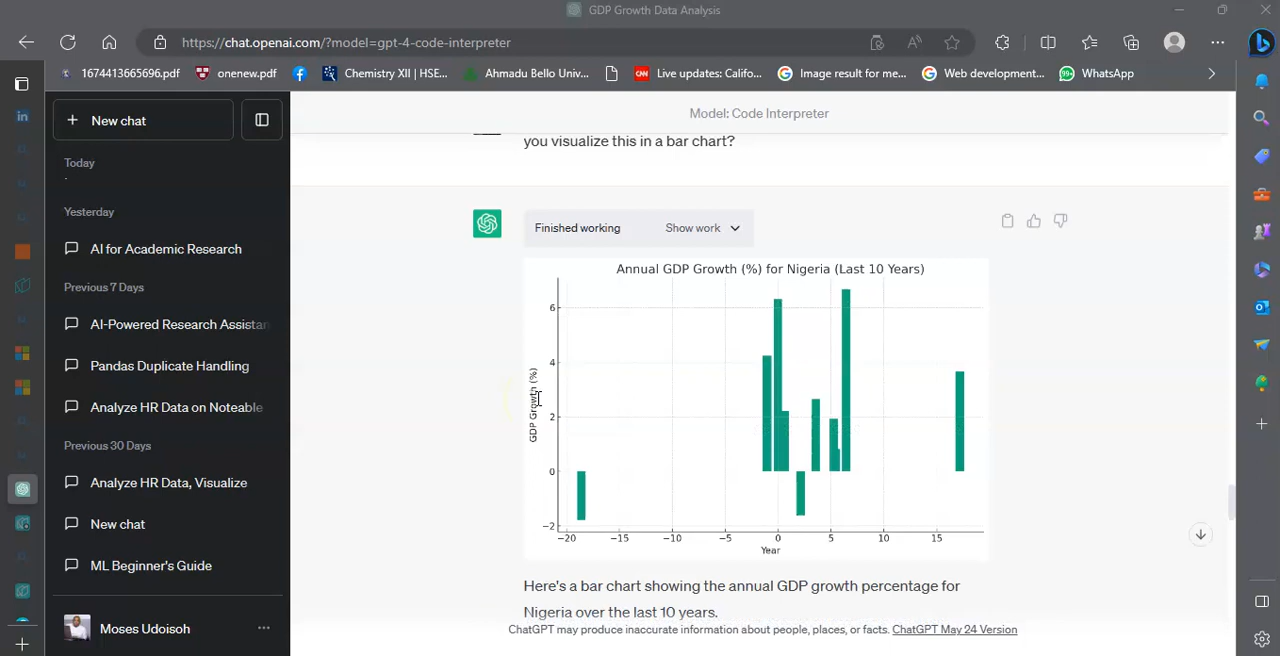 GDP Growth Data Analysis
https://chat.openai.com/?model=gpt-4-code-interpreter
1674413665696.pdf
onenew.pdf
Chemistry XII | HSE...
Ahmadu Bello Univ...
CNN
Live updates: Califo...
Image result for me...
Web development...
99+
WhatsApp
New chat
Today
Yesterday
AI for Academic Research
Previous 7 Days
AI-Powered Research Assistan
Pandas Duplicate Handling
Analyze HR Data on Noteable
Previous 30 Days
Analyze HR Data, Visualize
New chat
ML Beginner's Guide
Moses Udoisoh
Model: Code Interpreter
you visualize this in a bar chart?
Finished working
Show work
Annual GDP Growth (%) for Nigeria (Last 10 Years)
GDP Growth (%)
6
4
2
0
−2
−20 −15 −10 −5 0 5 10 15
Year
Here's a bar chart showing the annual GDP growth percentage for
Nigeria over the last 10 years.
ChatGPT may produce inaccurate information about people, places, or facts. ChatGPT May 24 Version